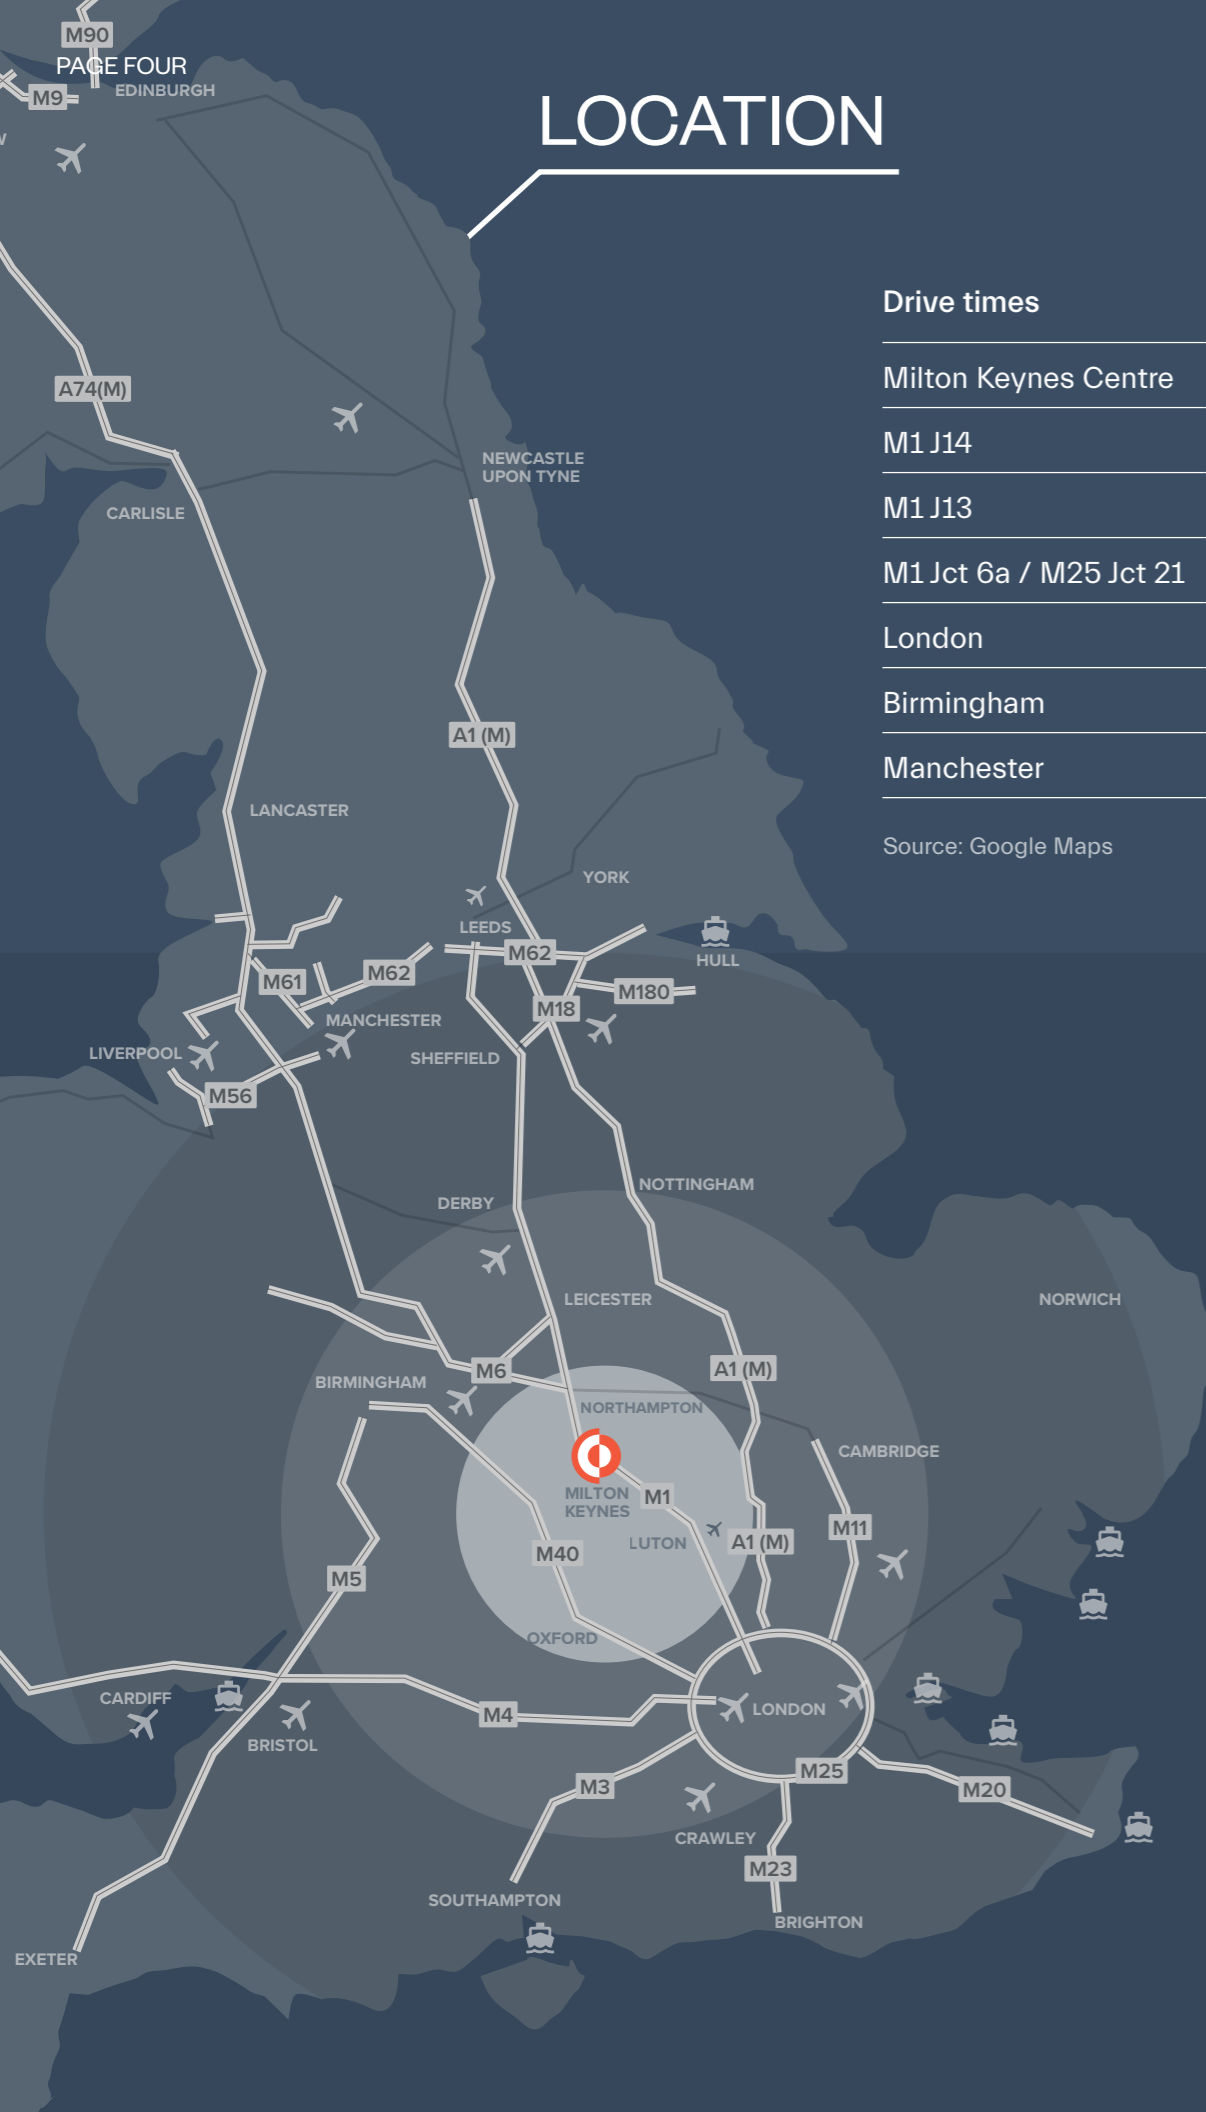 M90
PAGE FOUR
M9
EDINBURGH
LOCATION
Drive times
Milton Keynes Centre
M1 J14
M1 J13
M1 Jct 6a / M25 Jct 21
London
Birmingham
Manchester
Source: Google Maps
A74(M)
NEWCASTLE
UPON TYNE
CARLISLE
A1 (M)
LANCASTER
YORK
LEEDS
M62
HULL
M61
M62
M180
M18
MANCHESTER
LIVERPOOL
SHEFFIELD
M56
NOTTINGHAM
DERBY
LEICESTER
NORWICH
M6
A1 (M)
BIRMINGHAM
NORTHAMPTON
CAMBRIDGE
MILTON
KEYNES
M1
M11
LUTON
A1 (M)
M40
M5
OXFORD
CARDIFF
LONDON
M4
BRISTOL
M25
M3
M20
CRAWLEY
M23
SOUTHAMPTON
BRIGHTON
EXETER